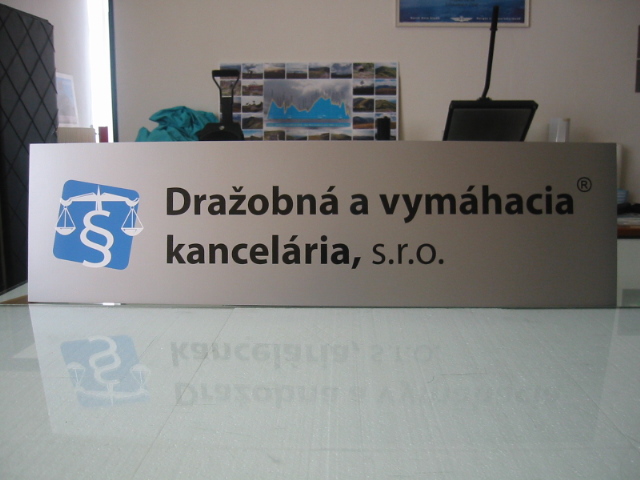 §
Dražobná a vymáhacia®
kancelária, s.r.o.